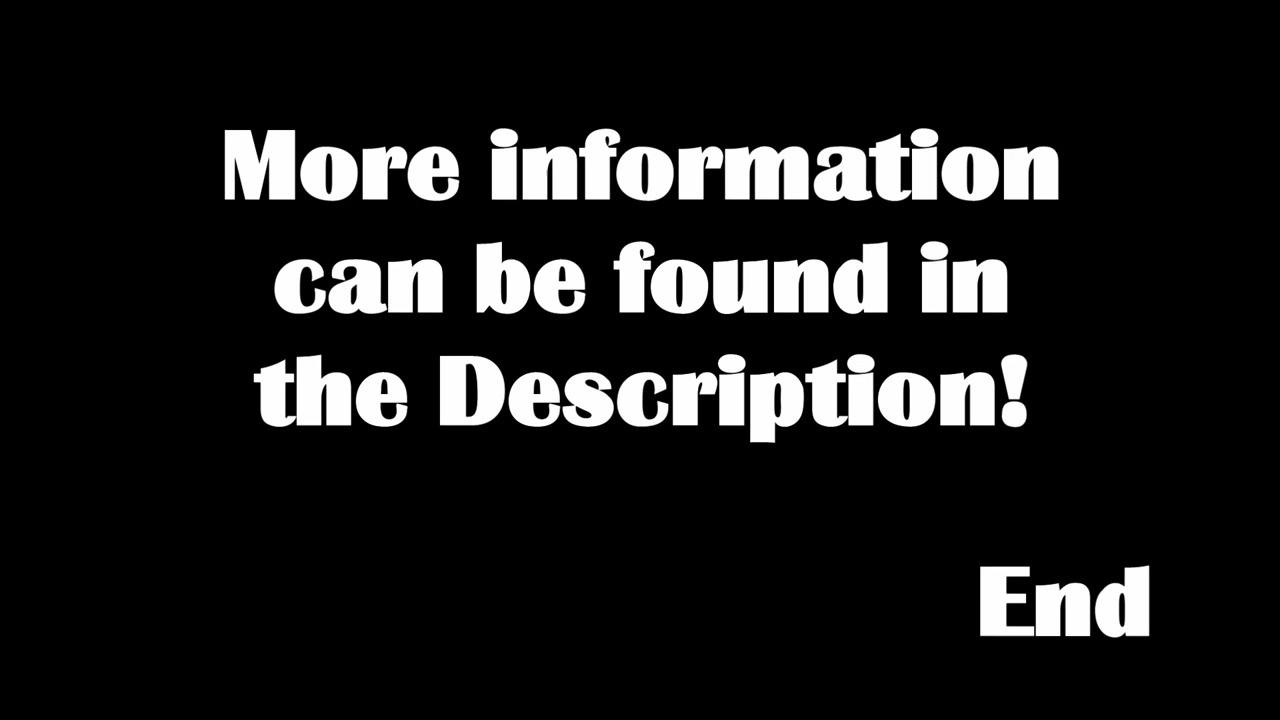 More information
can be found in
the Description!
End